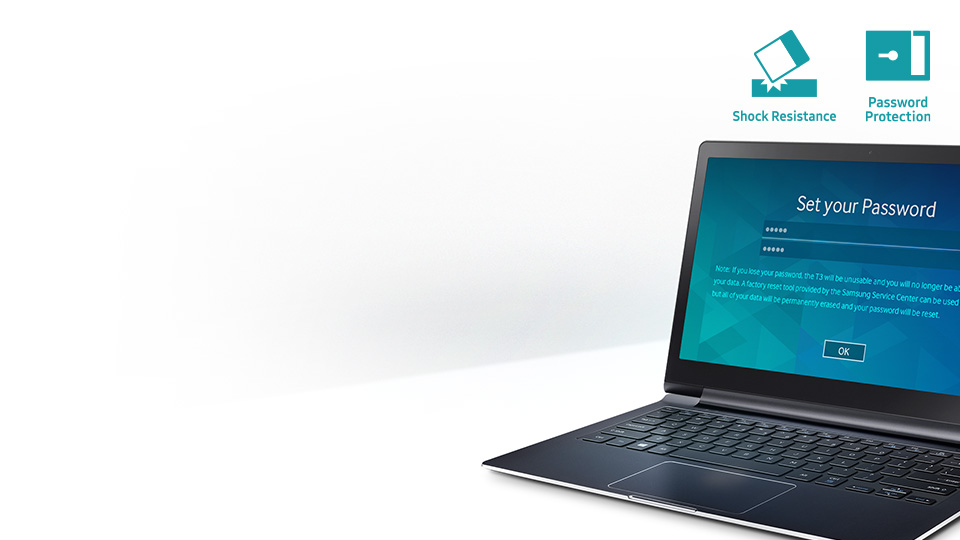 Shock Resistance
Password
Protection
Set your Password
Note: If you lose your password, the T3 will be unusable and you will no longer be
your data. A factory reset tool provided by the Samsung Service Center can be used
but all of your data will be permanently erased and your password will be reset.
OK